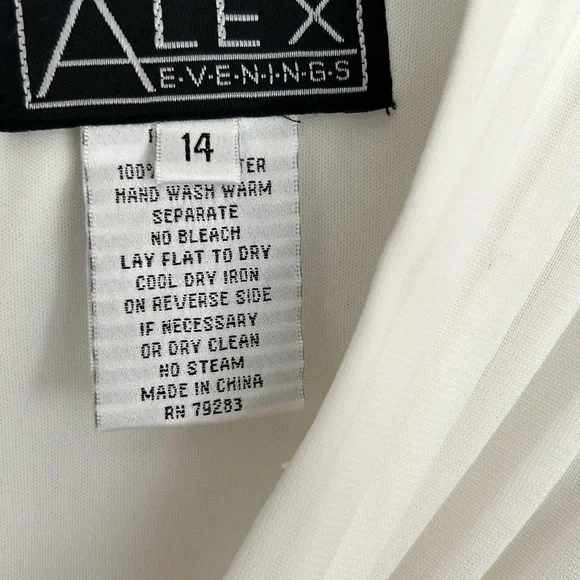 ALEX
E·V·E·N·I·N·G·S
14
100%
HAND WASH WARM
SEPARATE
NO BLEACH
LAY FLAT TO DRY
COOL DRY IRON
ON REVERSE SIDE
IF NECESSARY
OR DRY CLEAN
NO STEAM
MADE IN CHINA
RN 79283